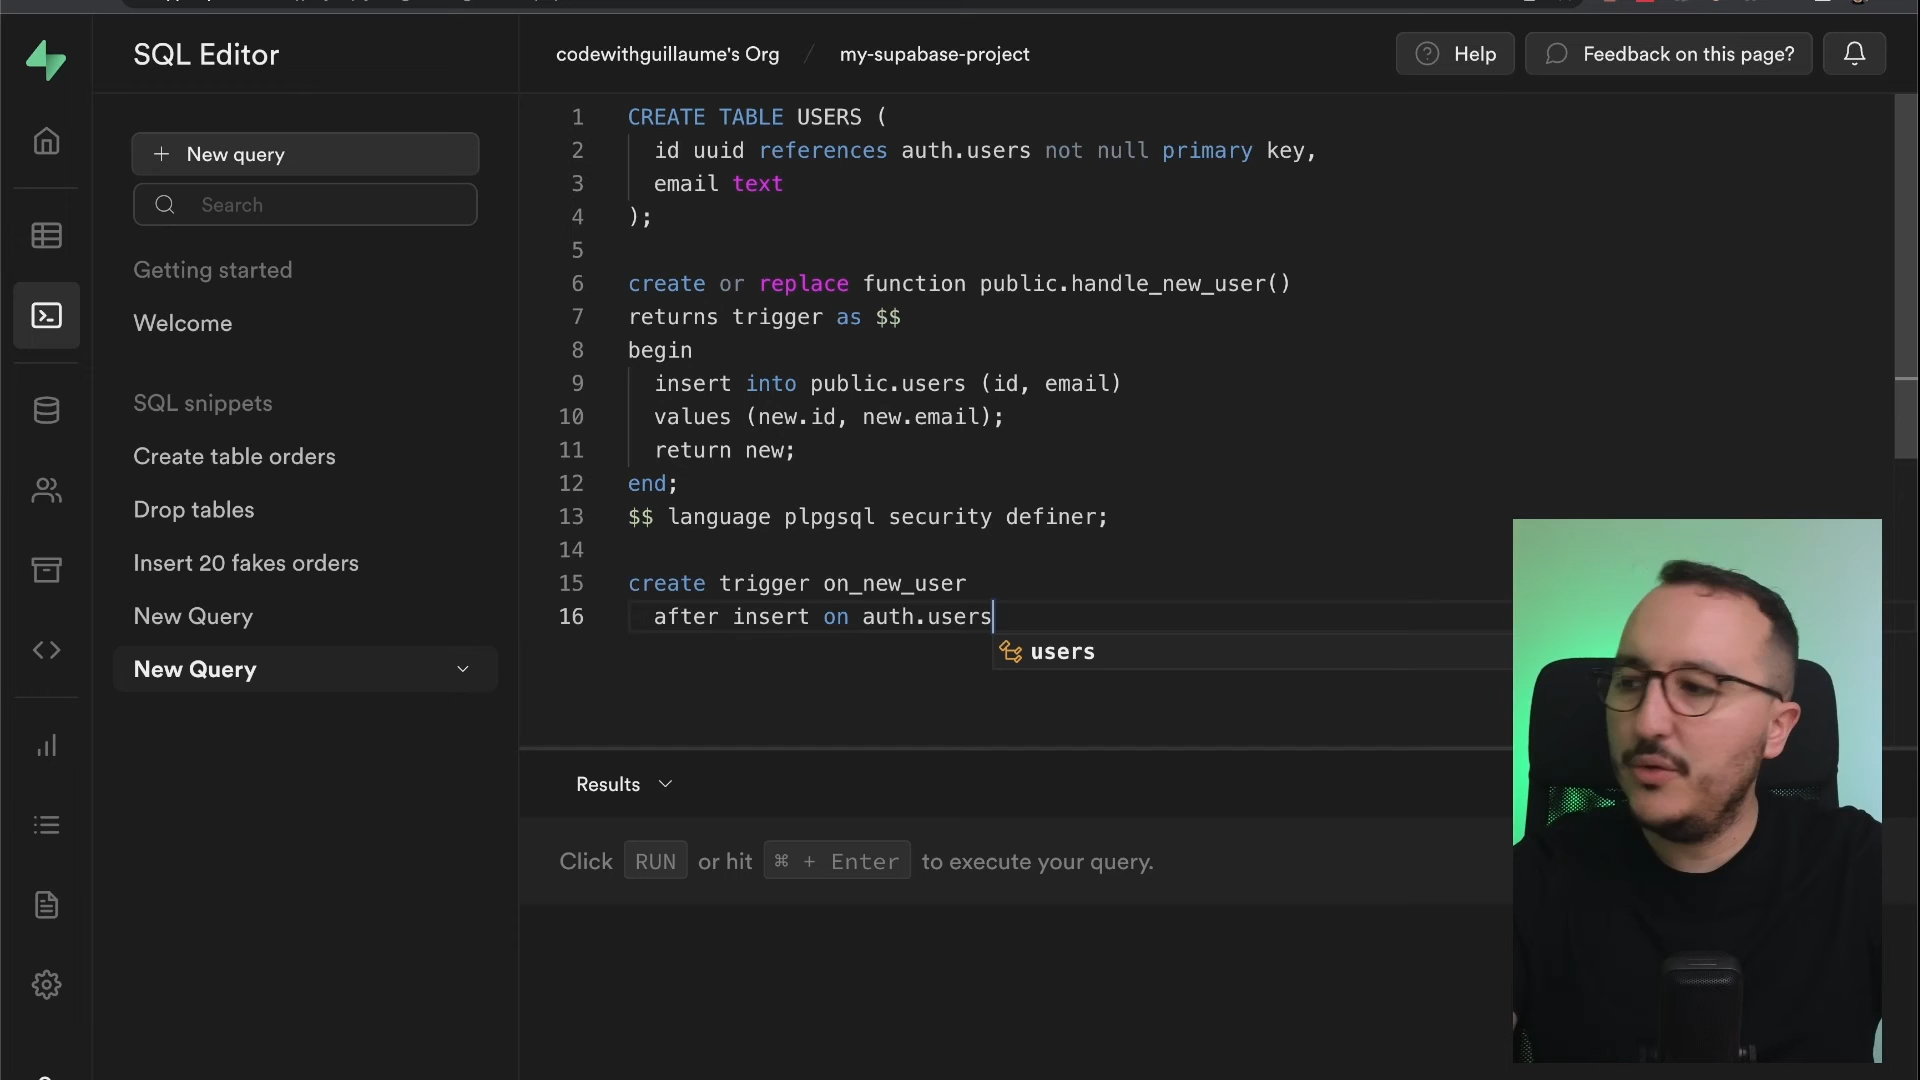 SQL Editor
codewithguillaume's Org / my-supabase-project
Help
Feedback on this page?
+ New query
Search
Getting started
Welcome
SQL snippets
Create table orders
Drop tables
Insert 20 fakes orders
New Query
New Query
1 CREATE TABLE USERS (
2 id uuid references auth.users not null primary key,
3 email text
4 );
5
6 create or replace function public.handle_new_user()
7 returns trigger as $$
8 begin
9 insert into public.users (id, email)
10 values (new.id, new.email);
11 return new;
12 end;
13 $$ language plpgsql security definer;
14
15 create trigger on_new_user
16 after insert on auth.users
users
Results
Click RUN or hit ⌘ + Enter to execute your query.